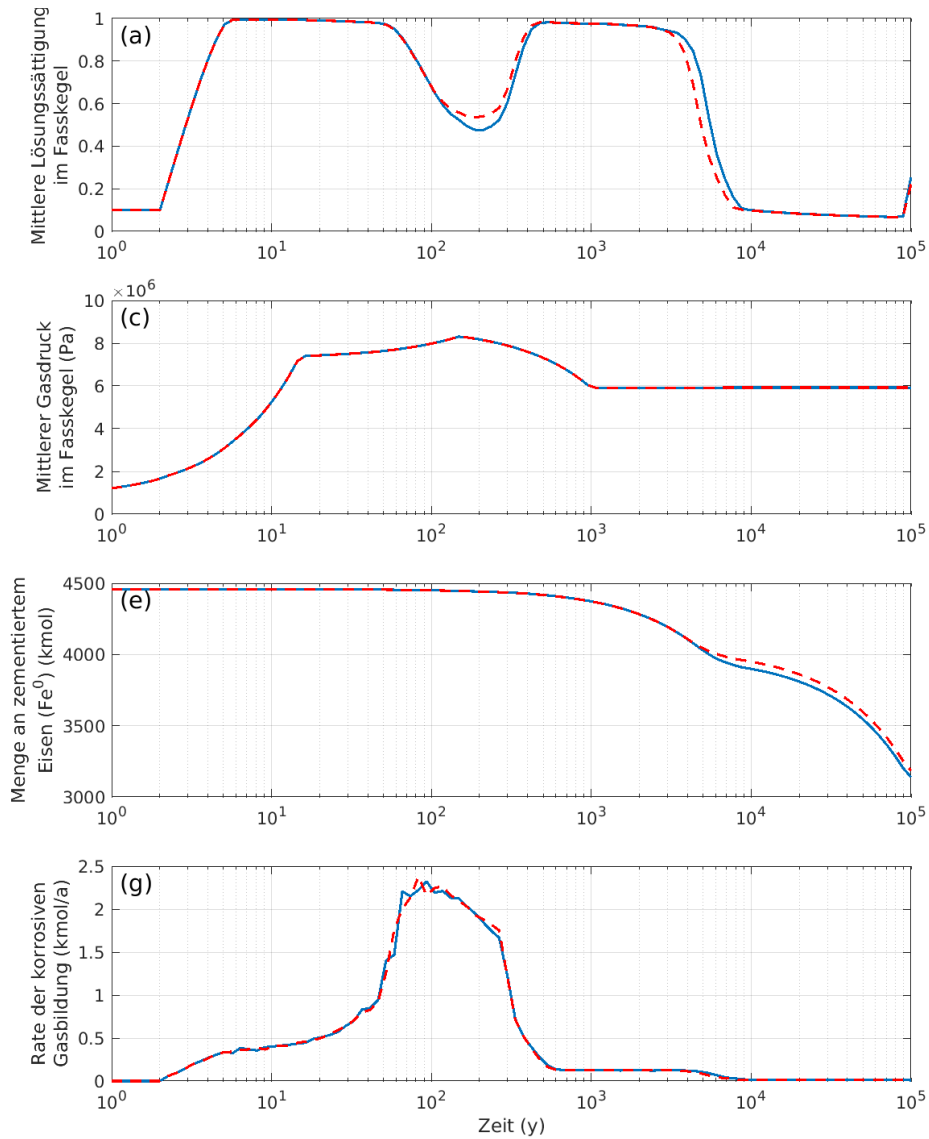 Mittlere Lösungssättigung
im Fasskegel
(a)
1
0.8
0.6
0.4
0.2
0
10^0 10^1 10^2 10^3 10^4 10^5
×10^6
Mittlerer Gasdruck
im Fasskegel (Pa)
(c)
10
8
6
4
2
0
10^0 10^1 10^2 10^3 10^4 10^5
Menge an zementiertem
Eisen (Fe^0) (kmol)
(e)
4500
4000
3500
3000
10^0 10^1 10^2 10^3 10^4 10^5
Rate der korrosiven
Gasbildung (kmol/a)
(g)
2.5
2
1.5
1
0.5
0
10^0 10^1 10^2 10^3 10^4 10^5
Zeit (y)